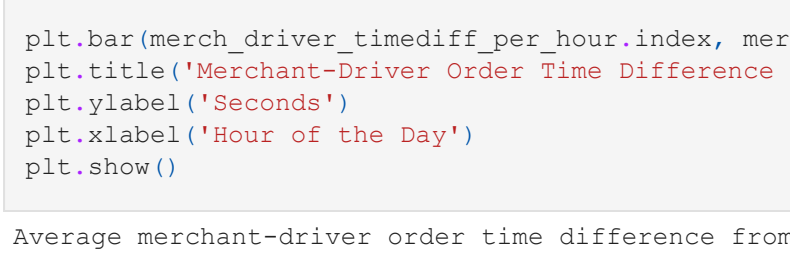 plt.bar(merch_driver_timediff_per_hour.index, mer
plt.title('Merchant-Driver Order Time Difference
plt.ylabel('Seconds')
plt.xlabel('Hour of the Day')
plt.show()
Average merchant-driver order time difference from